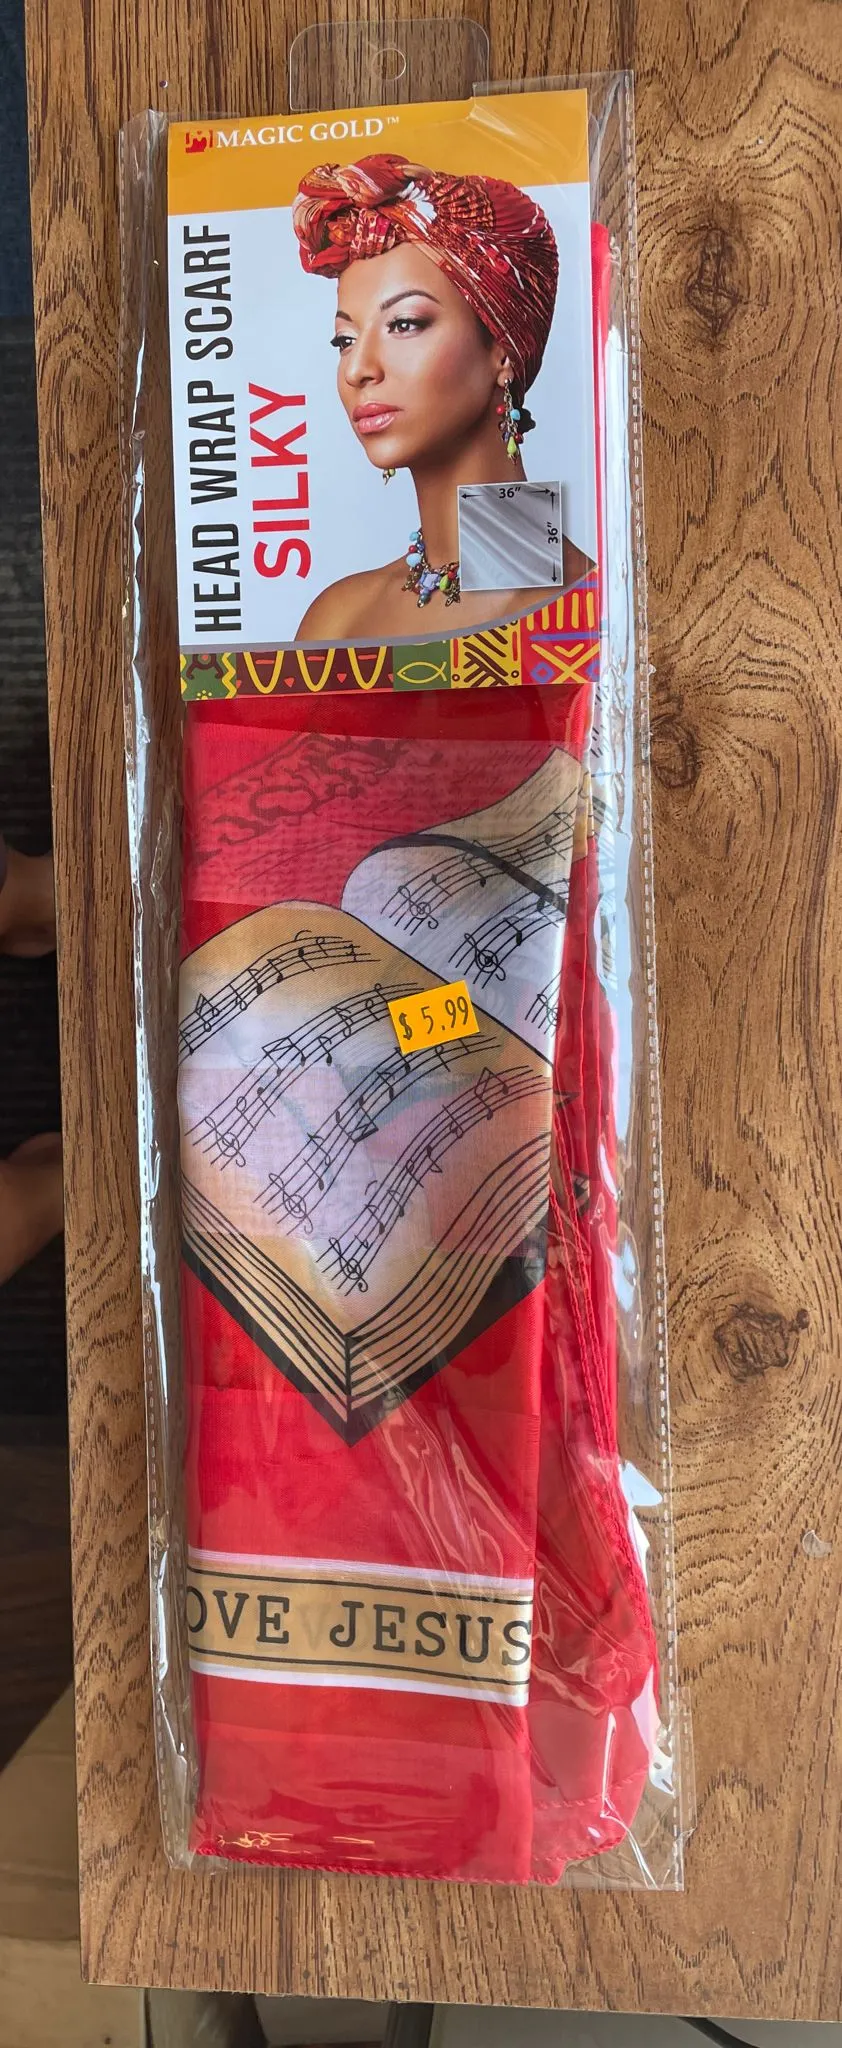 MAGIC GOLD™
HEAD WRAP SCARF
SILKY
36"
36"
$ 5.99
OVE JESUS